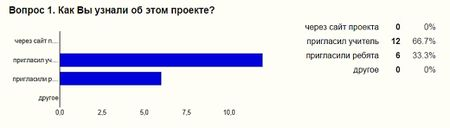 Вопрос 1. Как Вы узнали об этом проекте?
через сайт п...
пригласил уч...
пригласили р...
другое
0,0 2,5 5,0 7,5 10,0
через сайт проекта 0 0%
пригласил учитель 12 66.7%
пригласили ребята 6 33.3%
другое 0 0%